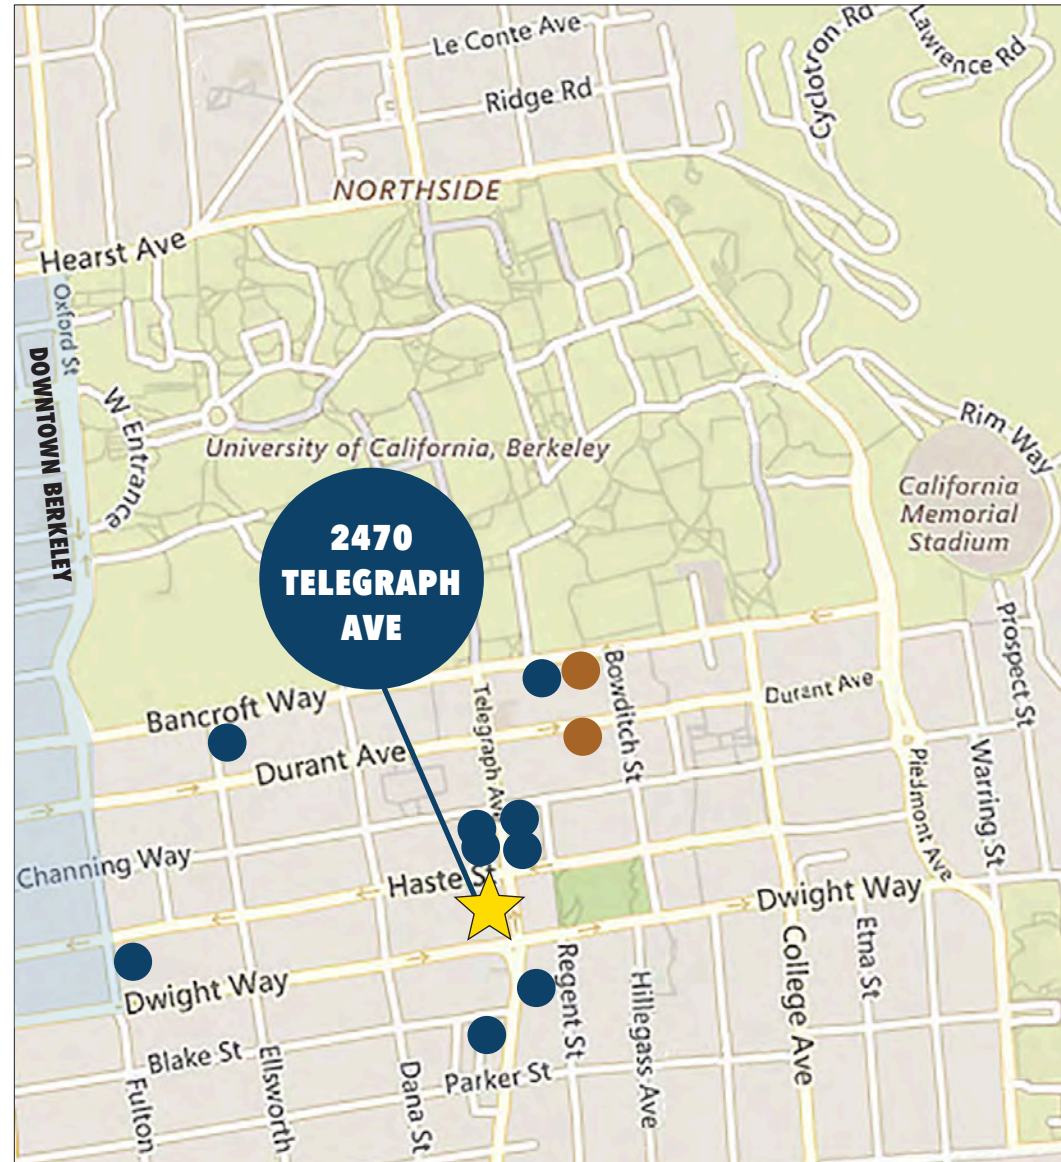 Le Conte Ave
Ridge Rd
Cyclotron Rd
Lawrence Rd
NORTHSIDE
Hearst Ave
Oxford St
DOWNTOWN BERKELEY
W Entrance
University of California, Berkeley
Rim Way
California
Memorial
Stadium
2470
TELEGRAPH
AVE
Bancroft Way
Telegraph Av
Bowditch St
Durant Ave
Prospect St
Durant Ave
Piedmont Ave
Warring St
Channing Way
Haste St
Dwight Way
Dwight Way
Regent St
Hillegass Ave
College Ave
Etna St
Blake St
Parker St
Fulton
Ellsworth
Dana St